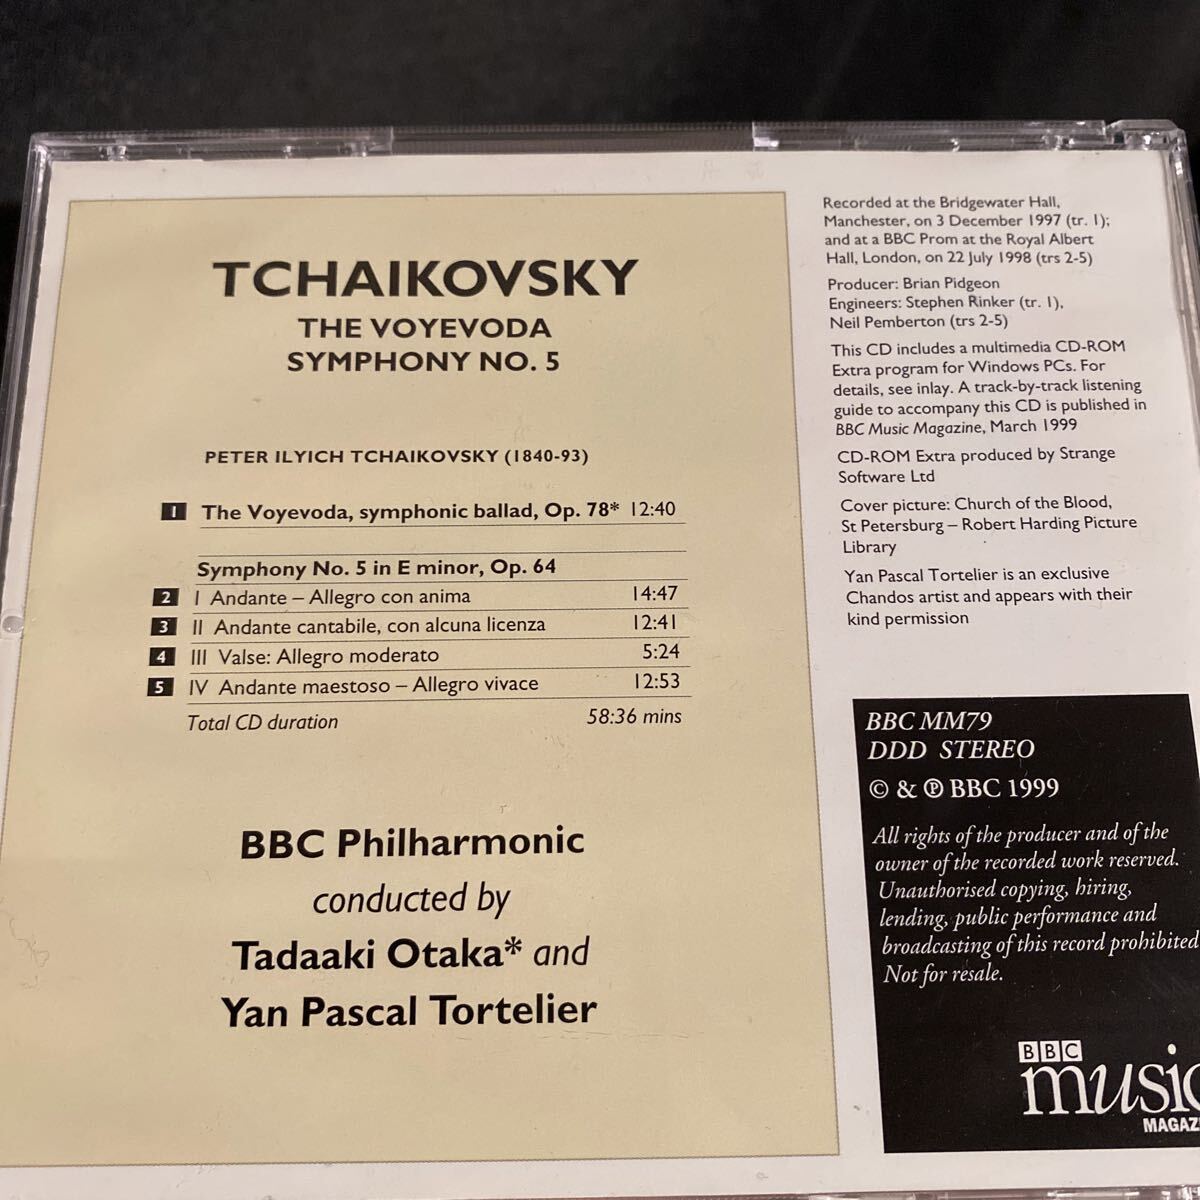 TCHAIKOVSKY
THE VOYEVODA
SYMPHONY NO. 5
PETER ILYICH TCHAIKOVSKY (1840-93)
1 The Voyevoda, symphonic ballad, Op. 78* 12:40
Symphony No. 5 in E minor, Op. 64
2 I Andante – Allegro con anima 14:47
3 II Andante cantabile, con alcuna licenza 12:41
4 III Valse: Allegro moderato 5:24
5 IV Andante maestoso – Allegro vivace 12:53
Total CD duration 58:36 mins
BBC Philharmonic
conducted by
Tadaaki Otaka* and
Yan Pascal Tortelier
Recorded at the Bridgewater Hall,
Manchester, on 3 December 1997 (tr. 1);
and at a BBC Prom at the Royal Albert
Hall, London, on 22 July 1998 (trs 2-5)
Producer: Brian Pidgeon
Engineers: Stephen Rinker (tr. 1),
Neil Pemberton (trs 2-5)
This CD includes a multimedia CD-ROM
Extra program for Windows PCs. For
details, see inlay. A track-by-track listening
guide to accompany this CD is published in
BBC Music Magazine, March 1999
CD-ROM Extra produced by Strange
Software Ltd
Cover picture: Church of the Blood,
St Petersburg – Robert Harding Picture
Library
Yan Pascal Tortelier is an exclusive
Chandos artist and appears with their
kind permission
BBC MM79
DDD STEREO
© & ℗ BBC 1999
All rights of the producer and of the
owner of the recorded work reserved.
Unauthorised copying, hiring,
lending, public performance and
broadcasting of this record prohibited
Not for resale.
BBC
music
MAGAZ